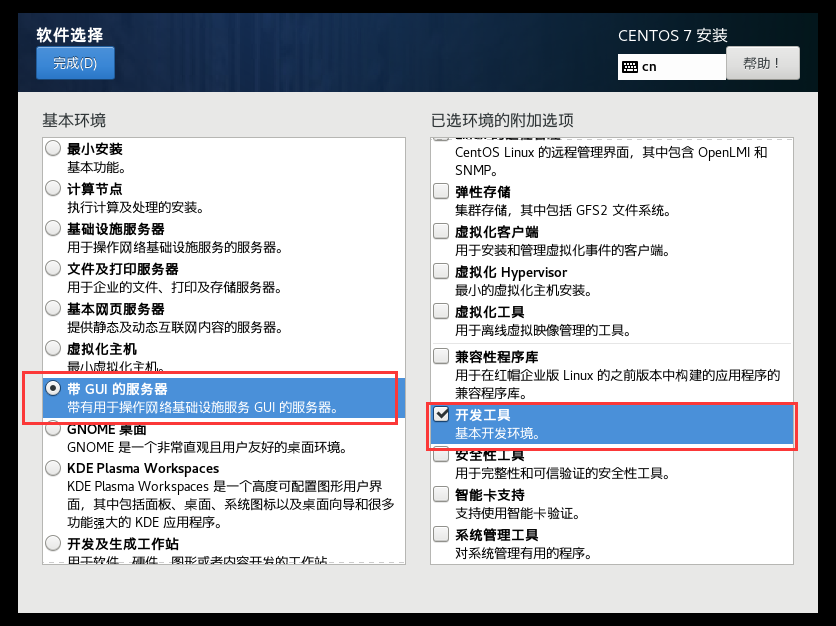 软件选择
完成(D)
CENTOS 7 安装
cn
帮助！
基本环境
最小安装
基本功能。
计算节点
执行计算及处理的安装。
基础设施服务器
用于操作网络基础设施服务的服务器。
文件及打印服务器
用于企业的文件、打印及存储服务器。
基本网页服务器
提供静态及动态互联网内容的服务器。
虚拟化主机
最小虚拟化主机。
带 GUI 的服务器
带有用于操作网络基础设施服务 GUI 的服务器。
GNOME 桌面
GNOME 是一个非常直观且用户友好的桌面环境。
KDE Plasma Workspaces
KDE Plasma Workspaces 是一个高度可配置图形用户界
面，其中包括面板、桌面、系统图标以及桌面向导和很多
功能强大的 KDE 应用程序。
开发及生成工作站
用于软件、硬件、图形或者内容开发的工作站
已选环境的附加选项
CentOS Linux 的远程管理界面，其中包含 OpenLMI 和
SNMP。
弹性存储
集群存储，其中包括 GFS2 文件系统。
虚拟化客户端
用于安装和管理虚拟化事件的客户端。
虚拟化 Hypervisor
最小的虚拟化主机安装。
虚拟化工具
用于离线虚拟映像管理的工具。
兼容性程序库
用于在红帽企业版 Linux 的之前版本中构建的应用程序的
兼容程序库。
开发工具
基本开发环境。
安全性工具
用于完整性和可信验证的安全性工具。
智能卡支持
支持使用智能卡验证。
系统管理工具
对系统管理有用的程序。